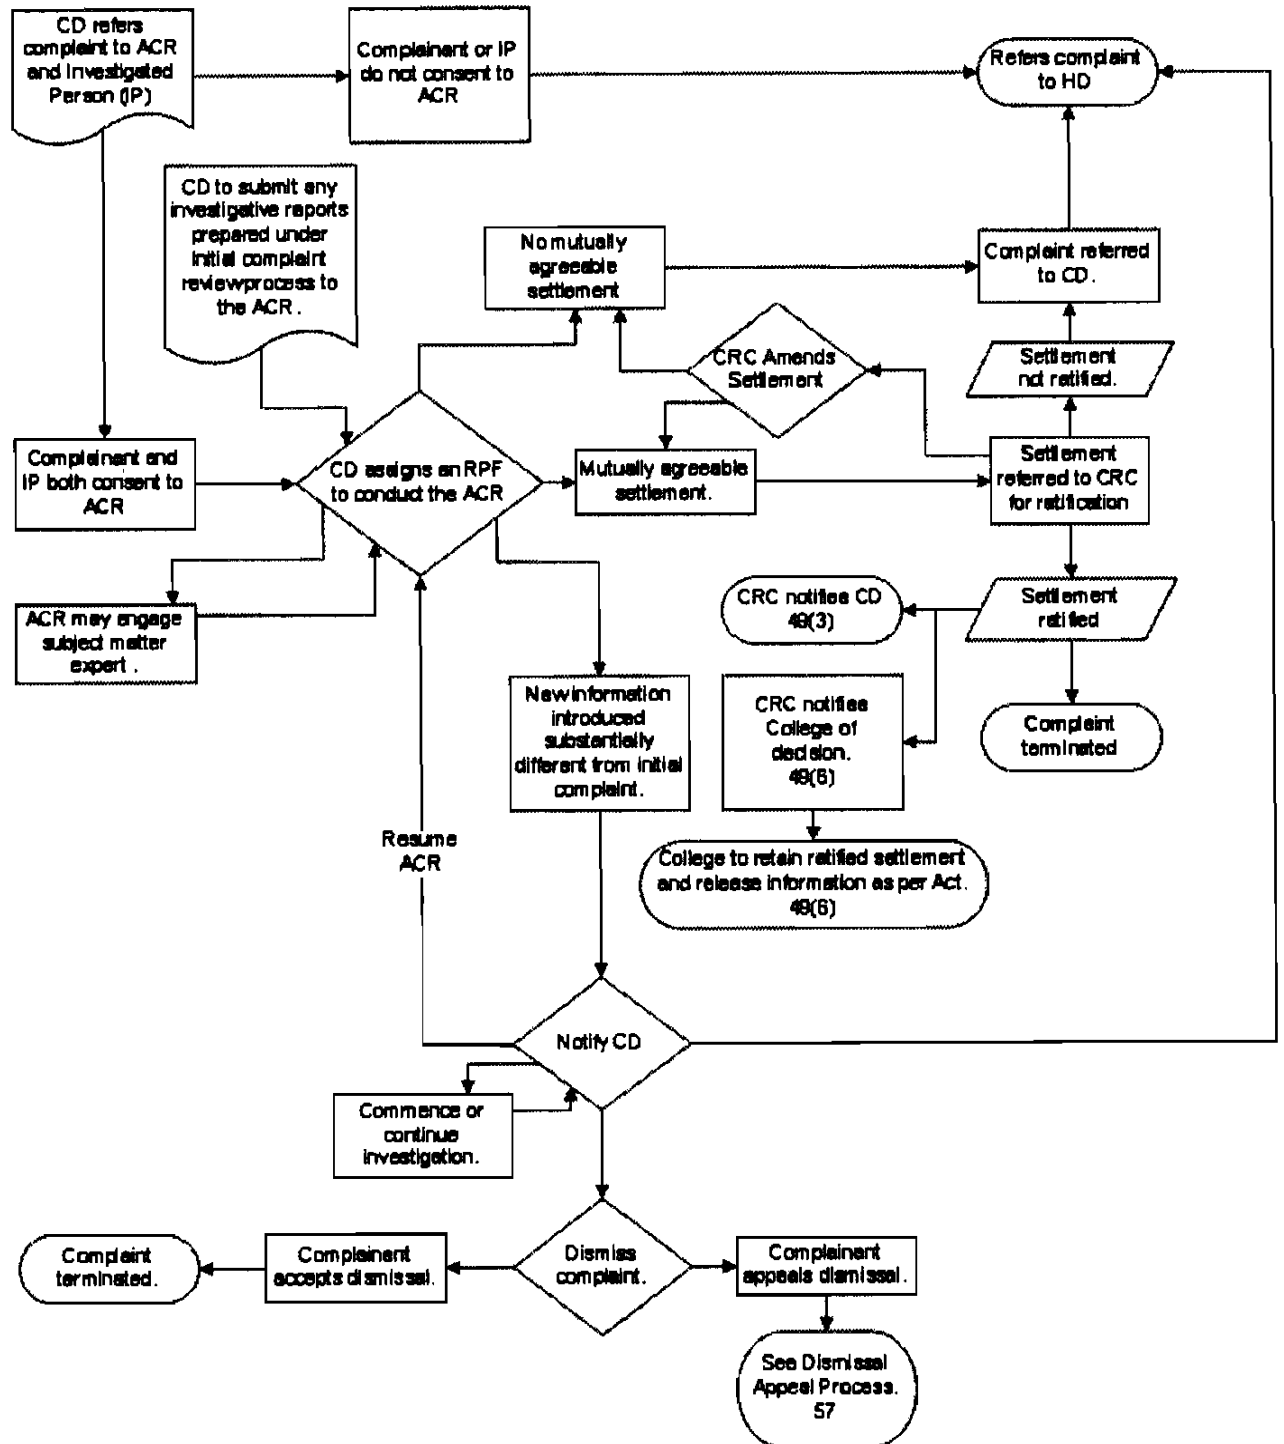 CD refers
complaint to ACR
and Investigated
Person (IP)
Complainant or IP
do not consent to
ACR
Refers complaint
to HD
CD to submit any
investigative reports
prepared under
initial complaint
review process to
the ACR.
No mutually
agreeable
settlement
Complaint referred
to CD.
CRC Amends
Settlement
Settlement
not ratified.
Complainant and
IP both consent to
ACR
CD assigns an RPF
to conduct the ACR
Mutually agreeable
settlement.
Settlement
referred to CRC
for ratification
ACR may engage
subject matter
expert.
CRC notifies CD
49(3)
Settlement
ratified
New information
introduced
substantially
different from initial
complaint.
CRC notifies
College of
decision.
49(6)
Complaint
terminated
Resume
ACR
College to retain ratified settlement
and release information as per Act.
49(6)
Notify CD
Commence or
continue
investigation.
Complaint
terminated.
Complainant
accepts dismissal.
Dismiss
complaint.
Complainant
appeals dismissal.
See Dismissal
Appeal Process.
57